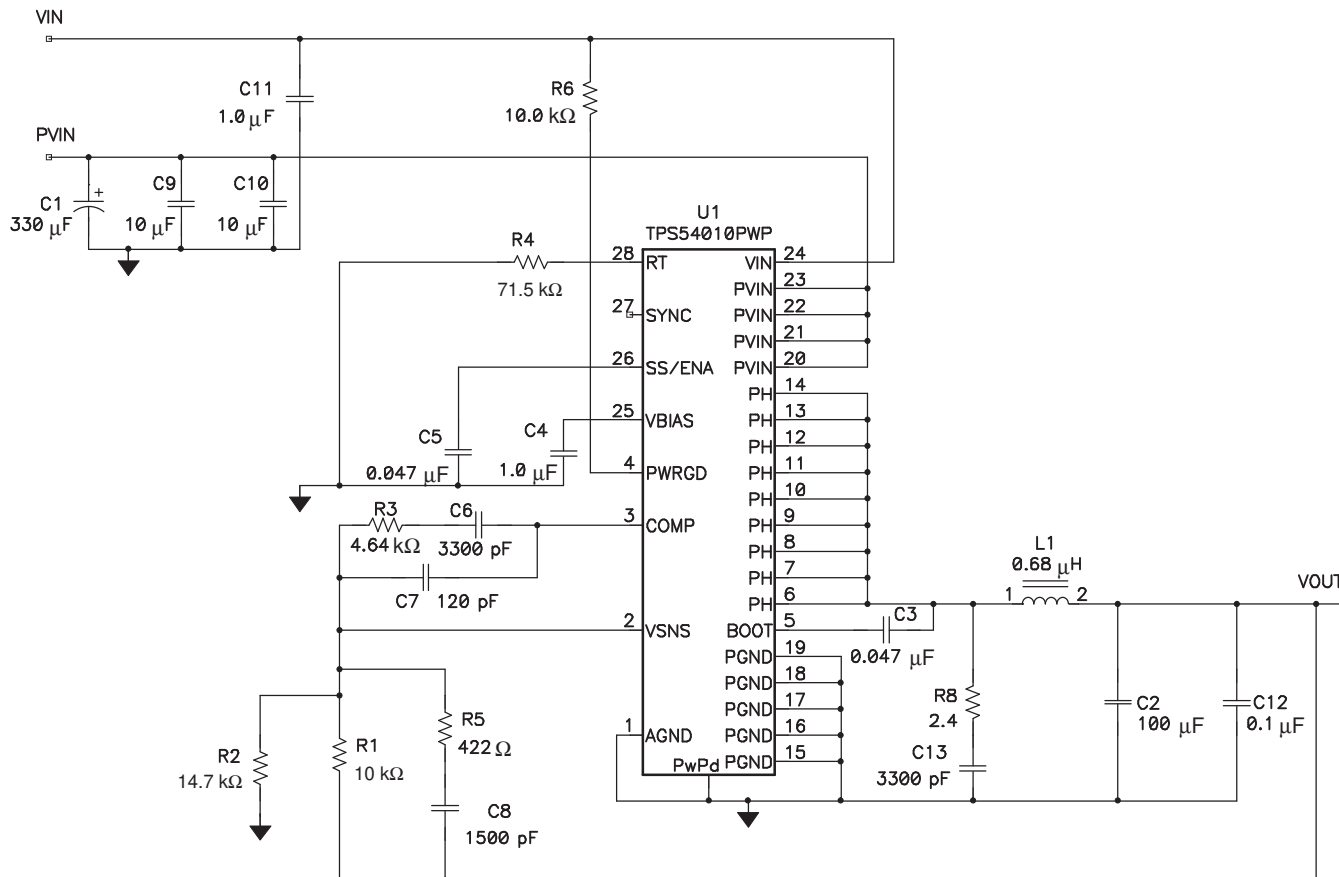 VIN
C11
1.0 μF
R6
10.0 kΩ
PVIN
C1
+
330 μF
C9
10 μF
C10
10 μF
U1
TPS54010PWP
R4
71.5 kΩ
28 RT
27 SYNC
26 SS/ENA
25 VBIAS
4 PWRGD
3 COMP
2 VSNS
1 AGND
PwPd
VIN 24
PVIN 23
PVIN 22
PVIN 21
PVIN 20
PH 14
PH 13
PH 12
PH 11
PH 10
PH 9
PH 8
PH 7
PH 6
BOOT 5
PGND 19
PGND 18
PGND 17
PGND 16
PGND 15
C5
0.047 μF
C4
1.0 μF
R3
4.64 kΩ
C6
3300 pF
C7
120 pF
R2
14.7 kΩ
R1
10 kΩ
R5
422 Ω
C8
1500 pF
C3
0.047 μF
L1
0.68 μH
1 2
VOUT
R8
2.4
C13
3300 pF
C2
100 μF
C12
0.1 μF